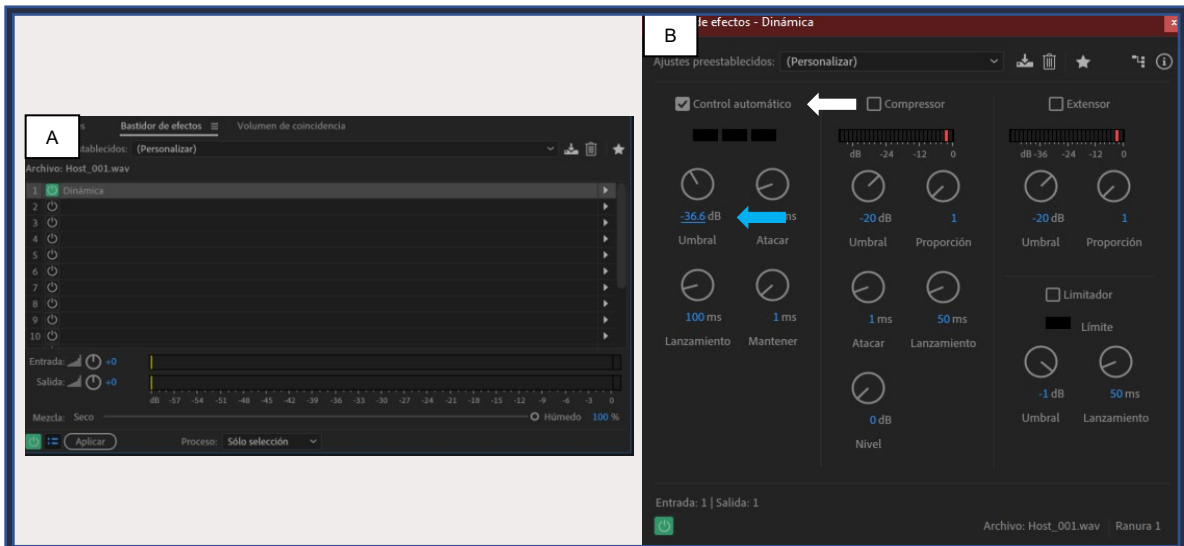 A
Bastidor de efectos
Volumen de coincidencia
(Personalizar)
Archivo: Host_001.wav
1 Dinámica
2
3
4
5
6
7
8
9
10
Entrada: +0
Salida: +0
dB -57 -54 -51 -48 -45 -42 -39 -36 -33 -30 -27 -24 -21 -18 -15 -12 -9 -6 -3 0
Mezcla: Seco Húmedo 100 %
Aplicar Proceso: Sólo selección
B
de efectos - Dinámica
x
Ajustes preestablecidos: (Personalizar)
Control automático
-36.6 dB ms
Umbral Atacar
100 ms 1 ms
Lanzamiento Mantener
Compressor
dB -24 -12 0
-20 dB 1
Umbral Proporción
1 ms 50 ms
Atacar Lanzamiento
0 dB
Nivel
Extensor
dB -36 -24 -12 0
-20 dB 1
Umbral Proporción
Limitador
Límite
-1 dB 50 ms
Umbral Lanzamiento
Entrada: 1 | Salida: 1
Archivo: Host_001.wav Ranura 1